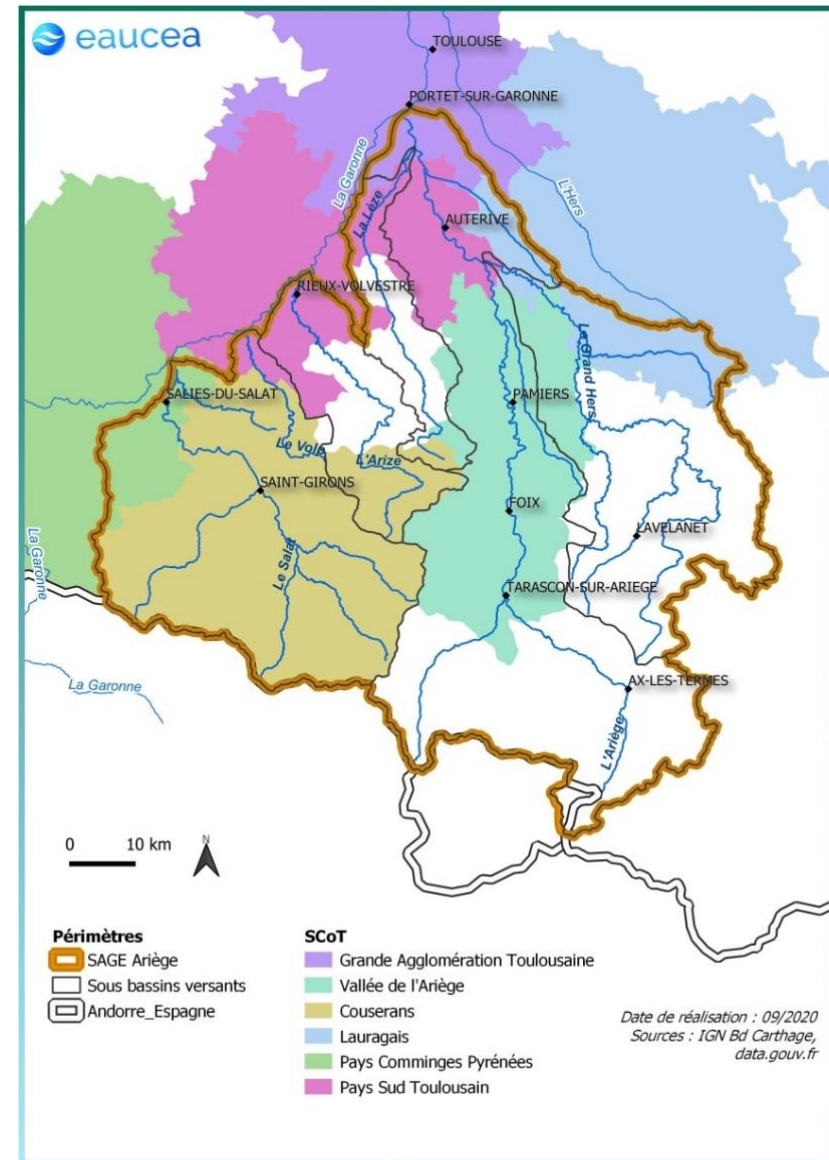 eaucea
TOULOUSE
PORTET-SUR-GARONNE
La Garonne
L'Hers
La Lèze
AUTERIVE
RIEUX-VOLVESTRE
Le Grand Hers
SALIES-DU-SALAT
PAMIERS
Le Volp
L'Arize
SAINT-GIRONS
FOIX
LAVELANET
La Garonne
Le Salat
TARASCON-SUR-ARIEGE
La Garonne
AX-LES-TERMES
L'Ariège
0 10 km
N
Périmètres
SAGE Ariège
Sous bassins versants
Andorre_Espagne
SCoT
Grande Agglomération Toulousaine
Vallée de l'Ariège
Couserans
Lauragais
Pays Comminges Pyrénées
Pays Sud Toulousain
Date de réalisation : 09/2020
Sources : IGN Bd Carthage,
data.gouv.fr